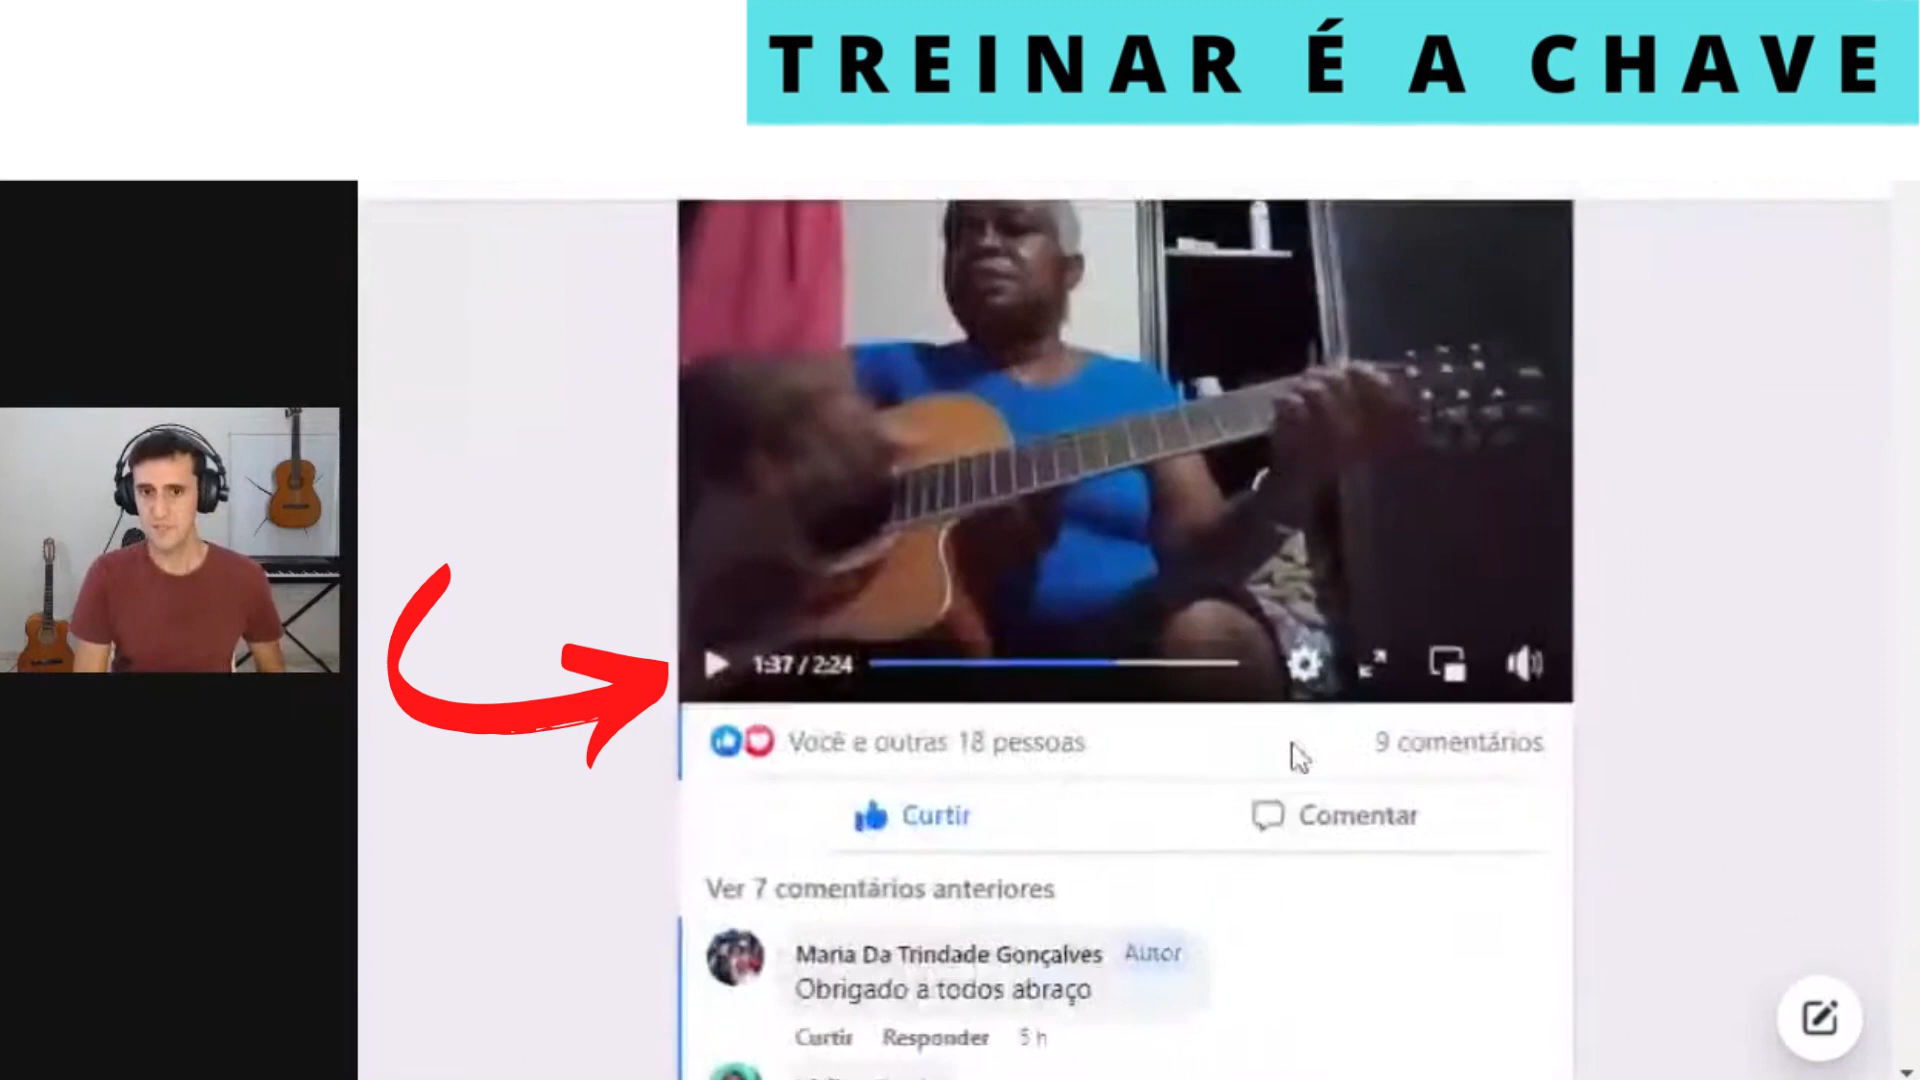 TREINAR É A CHAVE
1:37 / 2:24
Você e outras 18 pessoas
9 comentários
Curtir
Comentar
Ver 7 comentários anteriores
Maria Da Trindade Gonçalves Autor
Obrigado a todos abraço
Curtir Responder 5 h